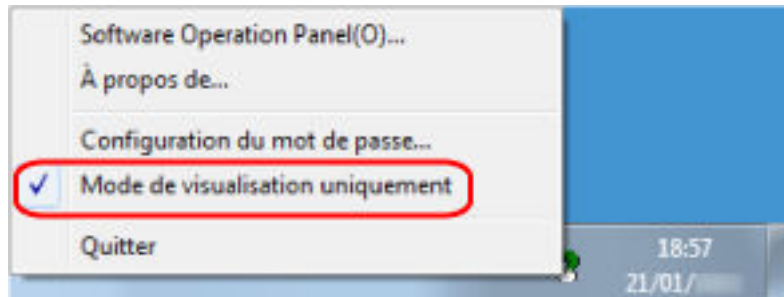 Software Operation Panel(O)...
À propos de...
Configuration du mot de passe...
Mode de visualisation uniquement
Quitter
18:57
21/01/